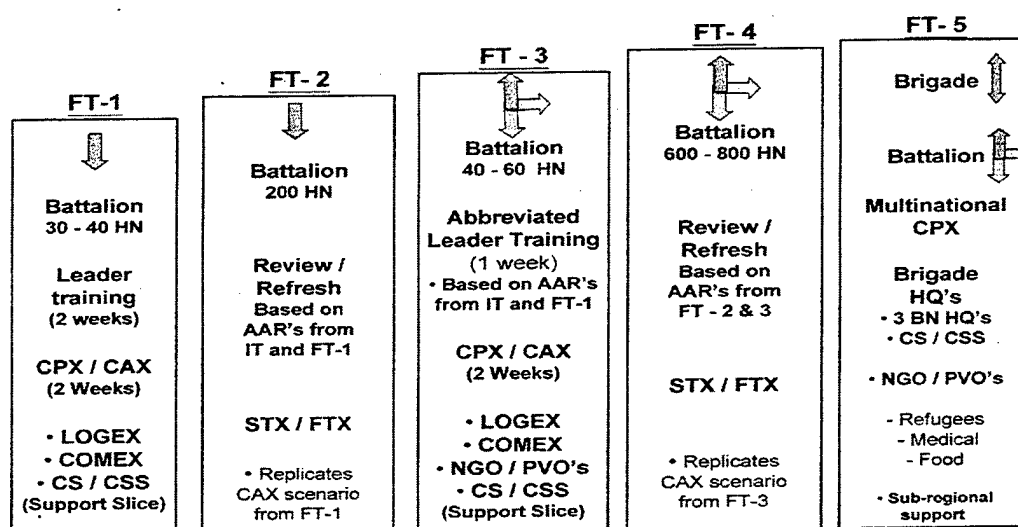 FT-1
Battalion
30 - 40 HN
Leader
training
(2 weeks)
CPX / CAX
(2 Weeks)
• LOGEX
• COMEX
• CS / CSS
(Support Slice)
FT- 2
Battalion
200 HN
Review /
Refresh
Based on
AAR's from
IT and FT-1
STX / FTX
• Replicates
CAX scenario
from FT-1
FT - 3
Battalion
40 - 60 HN
Abbreviated
Leader Training
(1 week)
• Based on AAR's
from IT and FT-1
CPX / CAX
(2 Weeks)
• LOGEX
• COMEX
• NGO / PVO's
• CS / CSS
(Support Slice)
FT- 4
Battalion
600 - 800 HN
Review /
Refresh
Based on
AAR's from
FT - 2 & 3
STX / FTX
• Replicates
CAX scenario
from FT-3
FT- 5
Brigade
Battalion
Multinational
CPX
Brigade
HQ's
• 3 BN HQ's
• CS / CSS
• NGO / PVO's
- Refugees
- Medical
- Food
• Sub-regional
support